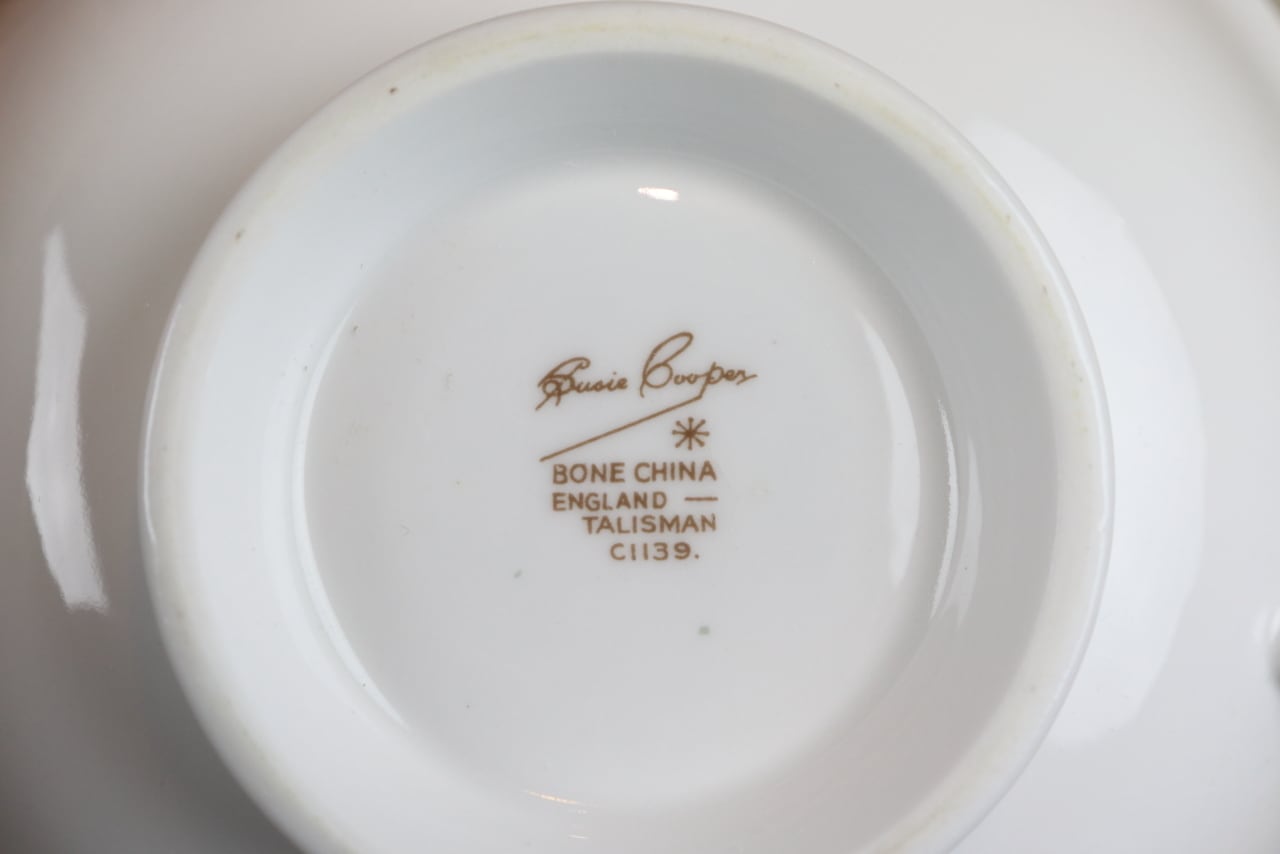 Susie Cooper
BONE CHINA
ENGLAND —
TALISMAN
C1139.